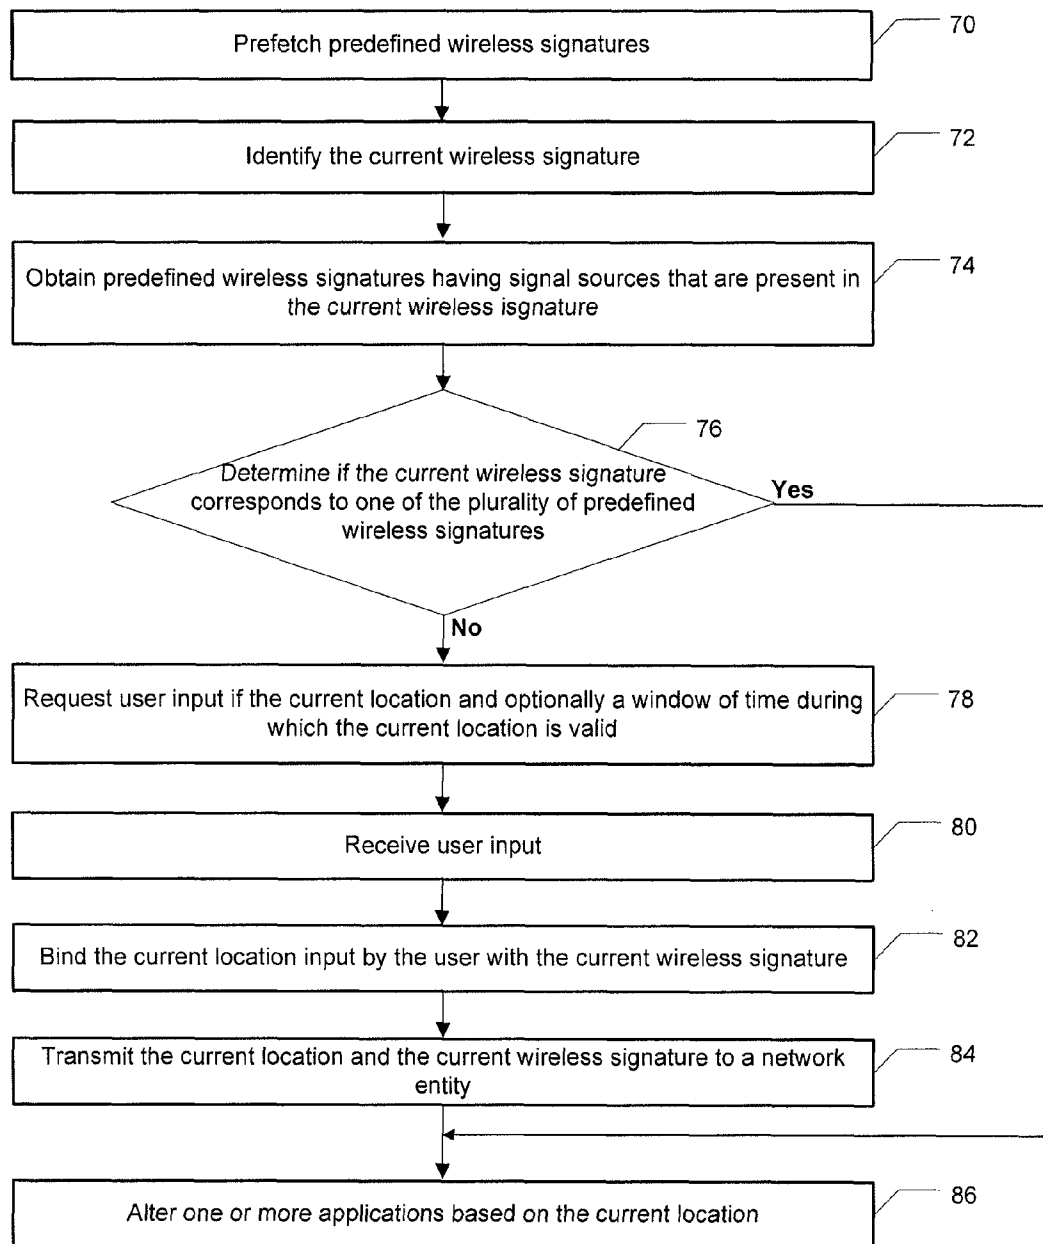 Prefetch predefined wireless signatures
70
Identify the current wireless signature
72
Obtain predefined wireless signatures having signal sources that are present in
the current wireless isgnature
74
76
Determine if the current wireless signature
corresponds to one of the plurality of predefined
wireless signatures
Yes
No
Request user input if the current location and optionally a window of time during
which the current location is valid
78
Receive user input
80
Bind the current location input by the user with the current wireless signature
82
Transmit the current location and the current wireless signature to a network
entity
84
Alter one or more applications based on the current location
86